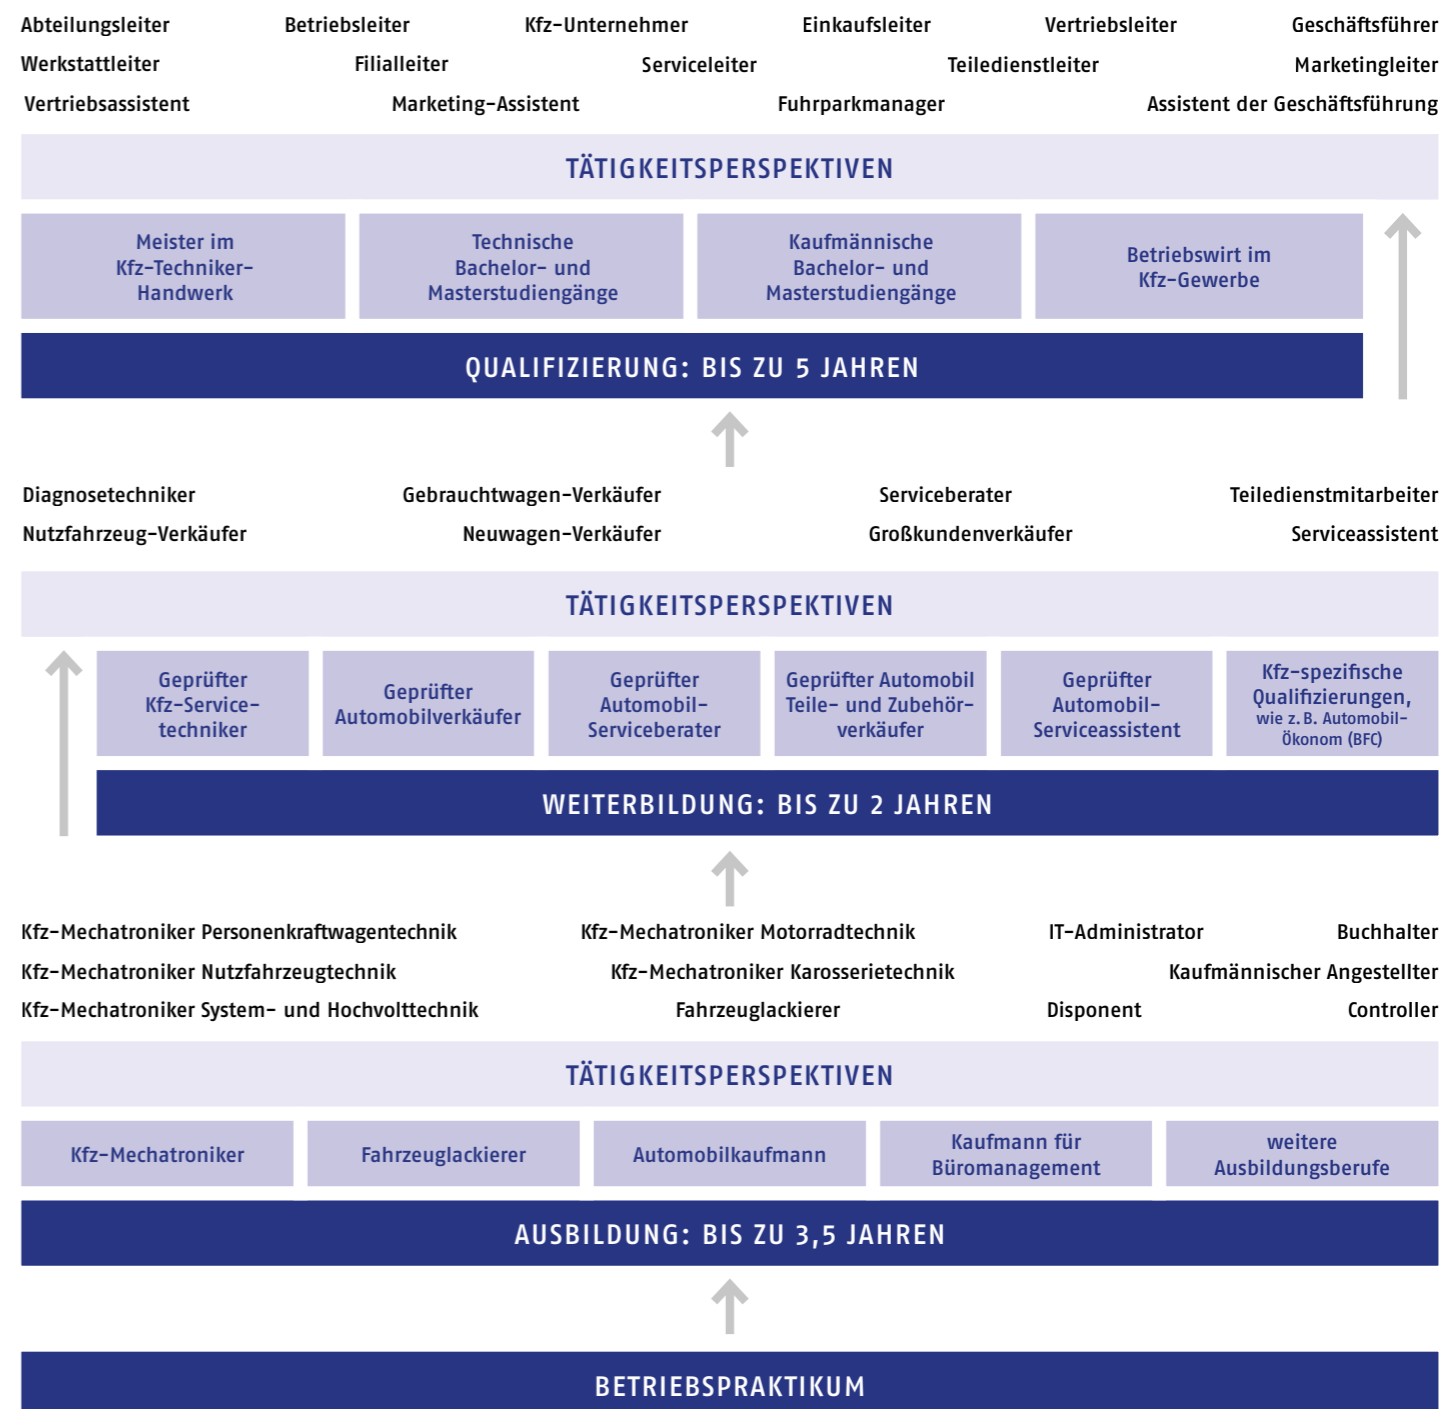 Abteilungsleiter Betriebsleiter Kfz-Unternehmer Einkaufsleiter Vertriebsleiter Geschäftsführer
Werkstattleiter Filialleiter Serviceleiter Teiledienstleiter Marketingleiter
Vertriebsassistent Marketing-Assistent Fuhrparkmanager Assistent der Geschäftsführung
TÄTIGKEITSPERSPEKTIVEN
Meister im
Kfz-Techniker-
Handwerk
Technische
Bachelor- und
Masterstudiengänge
Kaufmännische
Bachelor- und
Masterstudiengänge
Betriebswirt im
Kfz-Gewerbe
QUALIFIZIERUNG: BIS ZU 5 JAHREN
Diagnosetechniker Gebrauchtwagen-Verkäufer Serviceberater Teiledienstmitarbeiter
Nutzfahrzeug-Verkäufer Neuwagen-Verkäufer Großkundenverkäufer Serviceassistent
TÄTIGKEITSPERSPEKTIVEN
Geprüfter
Kfz-Service-
techniker
Geprüfter
Automobilverkäufer
Geprüfter
Automobil-
Serviceberater
Geprüfter Automobil
Teile- und Zubehör-
verkäufer
Geprüfter
Automobil-
Serviceassistent
Kfz-spezifische
Qualifizierungen,
wie z. B. Automobil-
Ökonom (BFC)
WEITERBILDUNG: BIS ZU 2 JAHREN
Kfz-Mechatroniker Personenkraftwagentechnik Kfz-Mechatroniker Motorradtechnik IT-Administrator Buchhalter
Kfz-Mechatroniker Nutzfahrzeugtechnik Kfz-Mechatroniker Karosserietechnik Kaufmännischer Angestellter
Kfz-Mechatroniker System- und Hochvolttechnik Fahrzeuglackierer Disponent Controller
TÄTIGKEITSPERSPEKTIVEN
Kfz-Mechatroniker
Fahrzeuglackierer
Automobilkaufmann
Kaufmann für
Büromanagement
weitere
Ausbildungsberufe
AUSBILDUNG: BIS ZU 3,5 JAHREN
BETRIEBSPRAKTIKUM